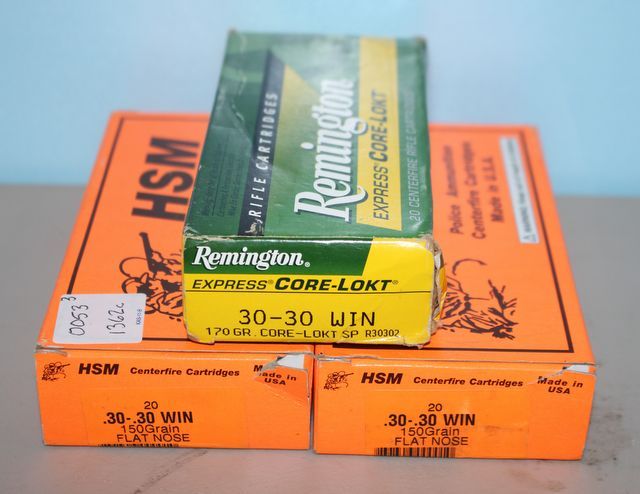 RIFLE CARTRIDGES
Remington®
EXPRESS® CORE-LOKT®
20 CENTERFIRE RIFLE CARTRIDGES
Remington®
EXPRESS® CORE-LOKT®
30-30 WIN
170 GR. CORE-LOKT SP R30302
HSM
0053 3
1362c
Police Ammunition
Centerfire Cartridges
Made in U.S.A.
HSM Centerfire Cartridges Made in
USA
20
.30-.30 WIN
150Grain
FLAT NOSE
HSM Centerfire Cartridges Made in
USA
20
.30-.30 WIN
150Grain
FLAT NOSE